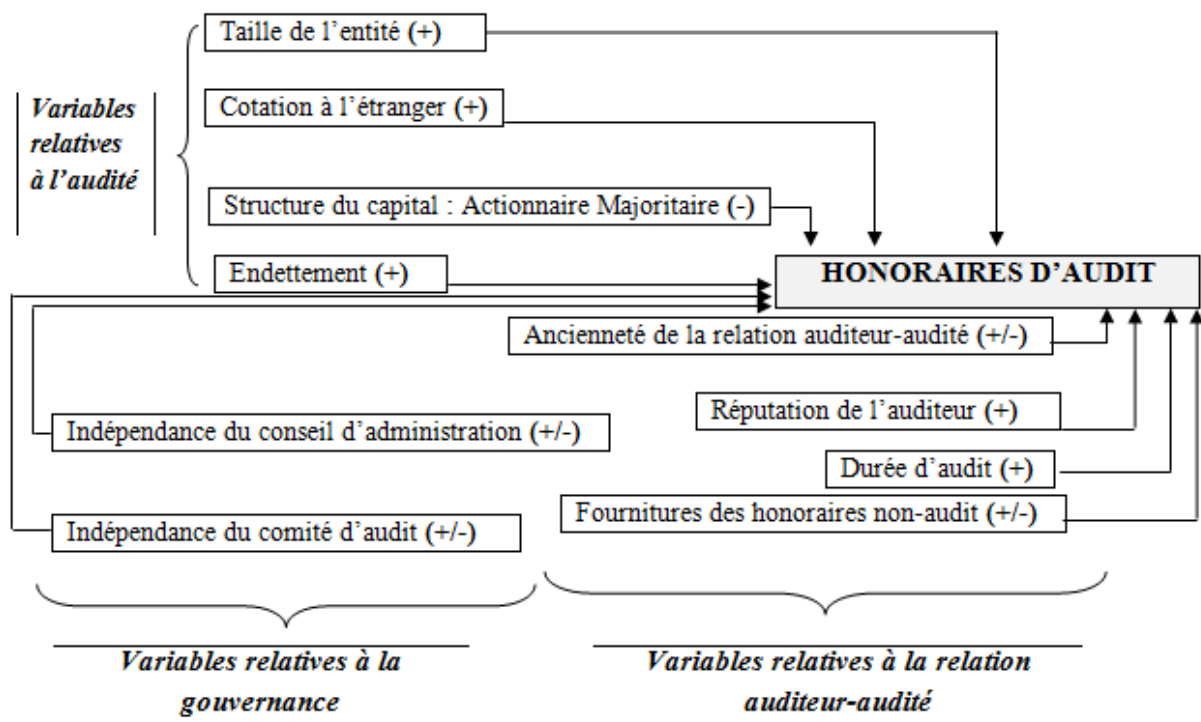 Taille de l’entité (+)
Variables
relatives
à l’audité
Cotation à l’étranger (+)
Structure du capital : Actionnaire Majoritaire (-)
Endettement (+)
HONORAIRES D’AUDIT
Ancienneté de la relation auditeur-audité (+/-)
Réputation de l’auditeur (+)
Indépendance du conseil d’administration (+/-)
Durée d’audit (+)
Fournitures des honoraires non-audit (+/-)
Indépendance du comité d’audit (+/-)
Variables relatives à la
gouvernance
Variables relatives à la relation
auditeur-audité